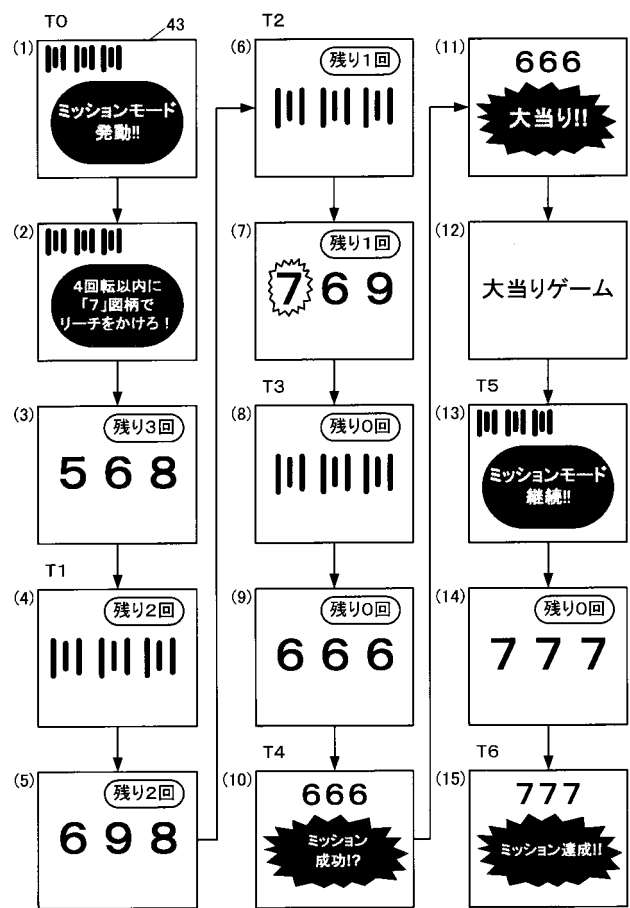 T0
43
(1)
ミッションモード
発動!!
(2)
4回転以内に
「7」図柄で
リーチをかけろ!
(3)
残り3回
5 6 8
T1
(4)
残り2回
(5)
残り2回
6 9 8
T2
(6)
残り1回
(7)
残り1回
7 6 9
T3
(8)
残り0回
(9)
残り0回
6 6 6
T4
(10)
666
ミッション
成功!?
(11)
666
大当り!!
(12)
大当りゲーム
T5
(13)
ミッションモード
継続!!
(14)
残り0回
7 7 7
T6
(15)
777
ミッション達成!!